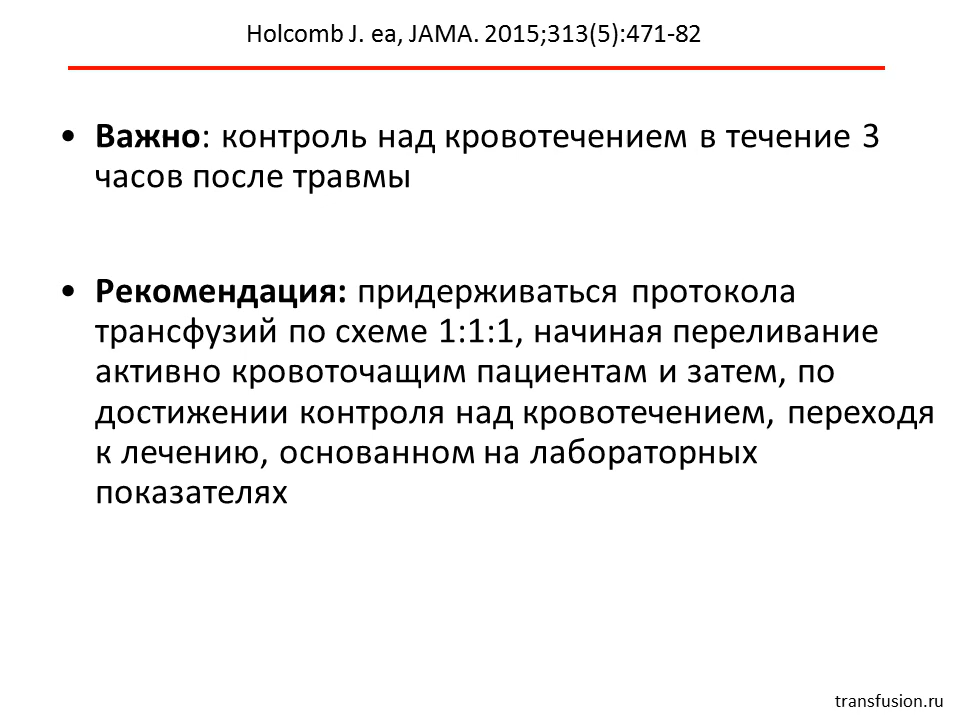 Holcomb J. ea, JAMA. 2015;313(5):471-82
• Важно: контроль над кровотечением в течение 3
часов после травмы
• Рекомендация: придерживаться протокола
трансфузий по схеме 1:1:1, начиная переливание
активно кровоточащим пациентам и затем, по
достижении контроля над кровотечением, переходя
к лечению, основанном на лабораторных
показателях
transfusion.ru